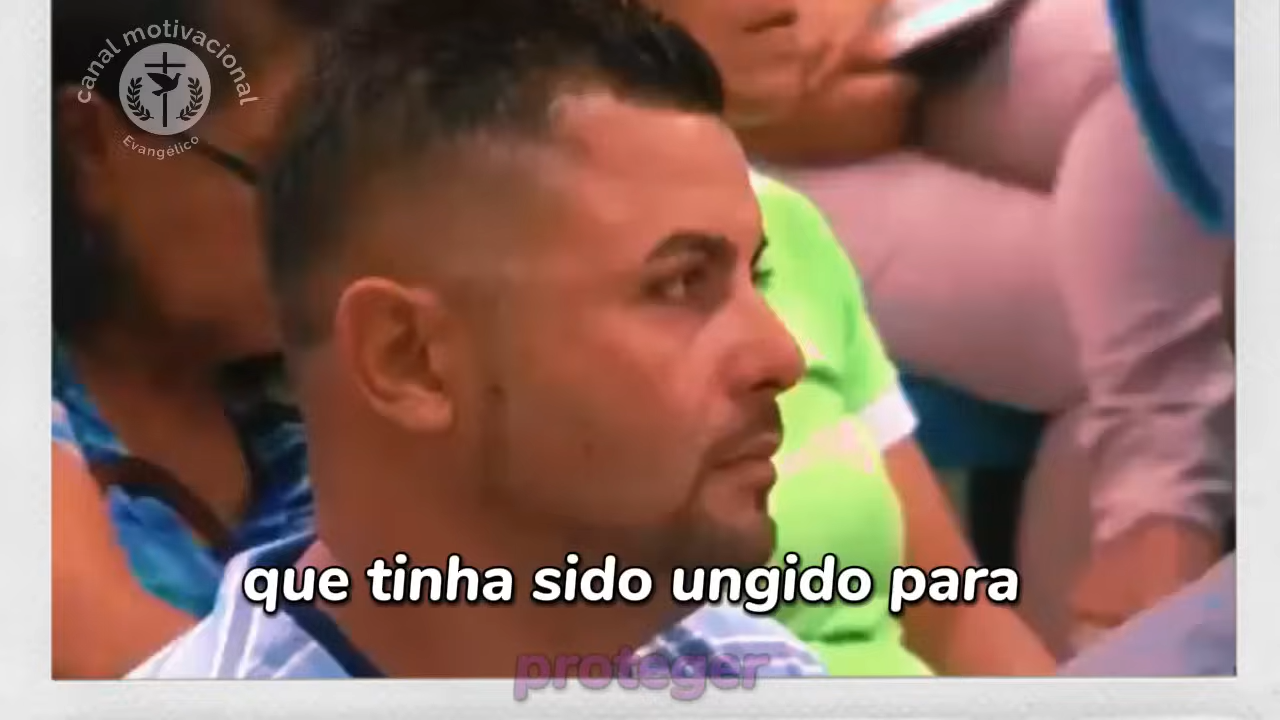 canal motivacional
Evangélico
que tinha sido ungido para
proteger